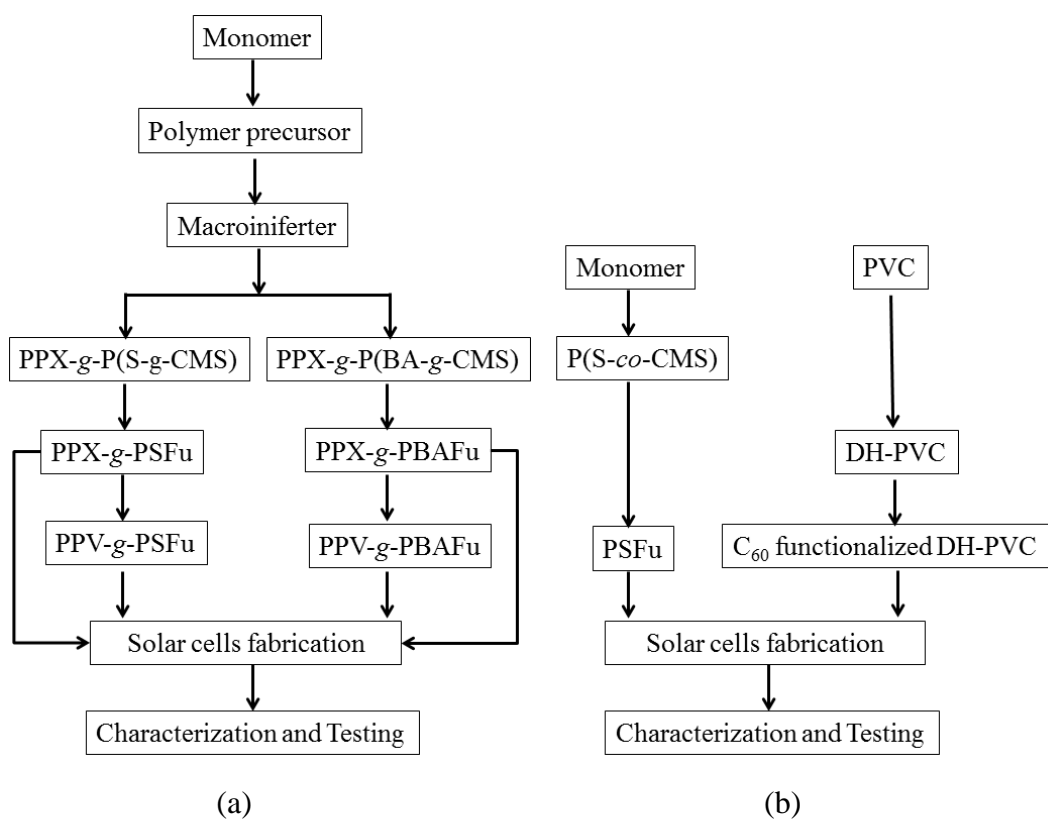 Monomer
Polymer precursor
Macroiniferter
PPX-g-P(S-g-CMS)
PPX-g-P(BA-g-CMS)
PPX-g-PSFu
PPX-g-PBAFu
PPV-g-PSFu
PPV-g-PBAFu
Solar cells fabrication
Characterization and Testing
(a)
Monomer
PVC
P(S-co-CMS)
DH-PVC
PSFu
C60 functionalized DH-PVC
Solar cells fabrication
Characterization and Testing
(b)